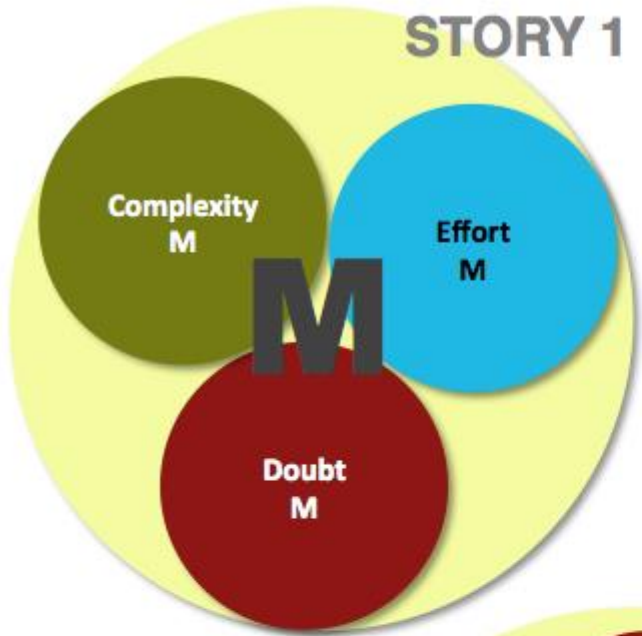 STORY 1
Complexity
M
Effort
M
M
Doubt
M